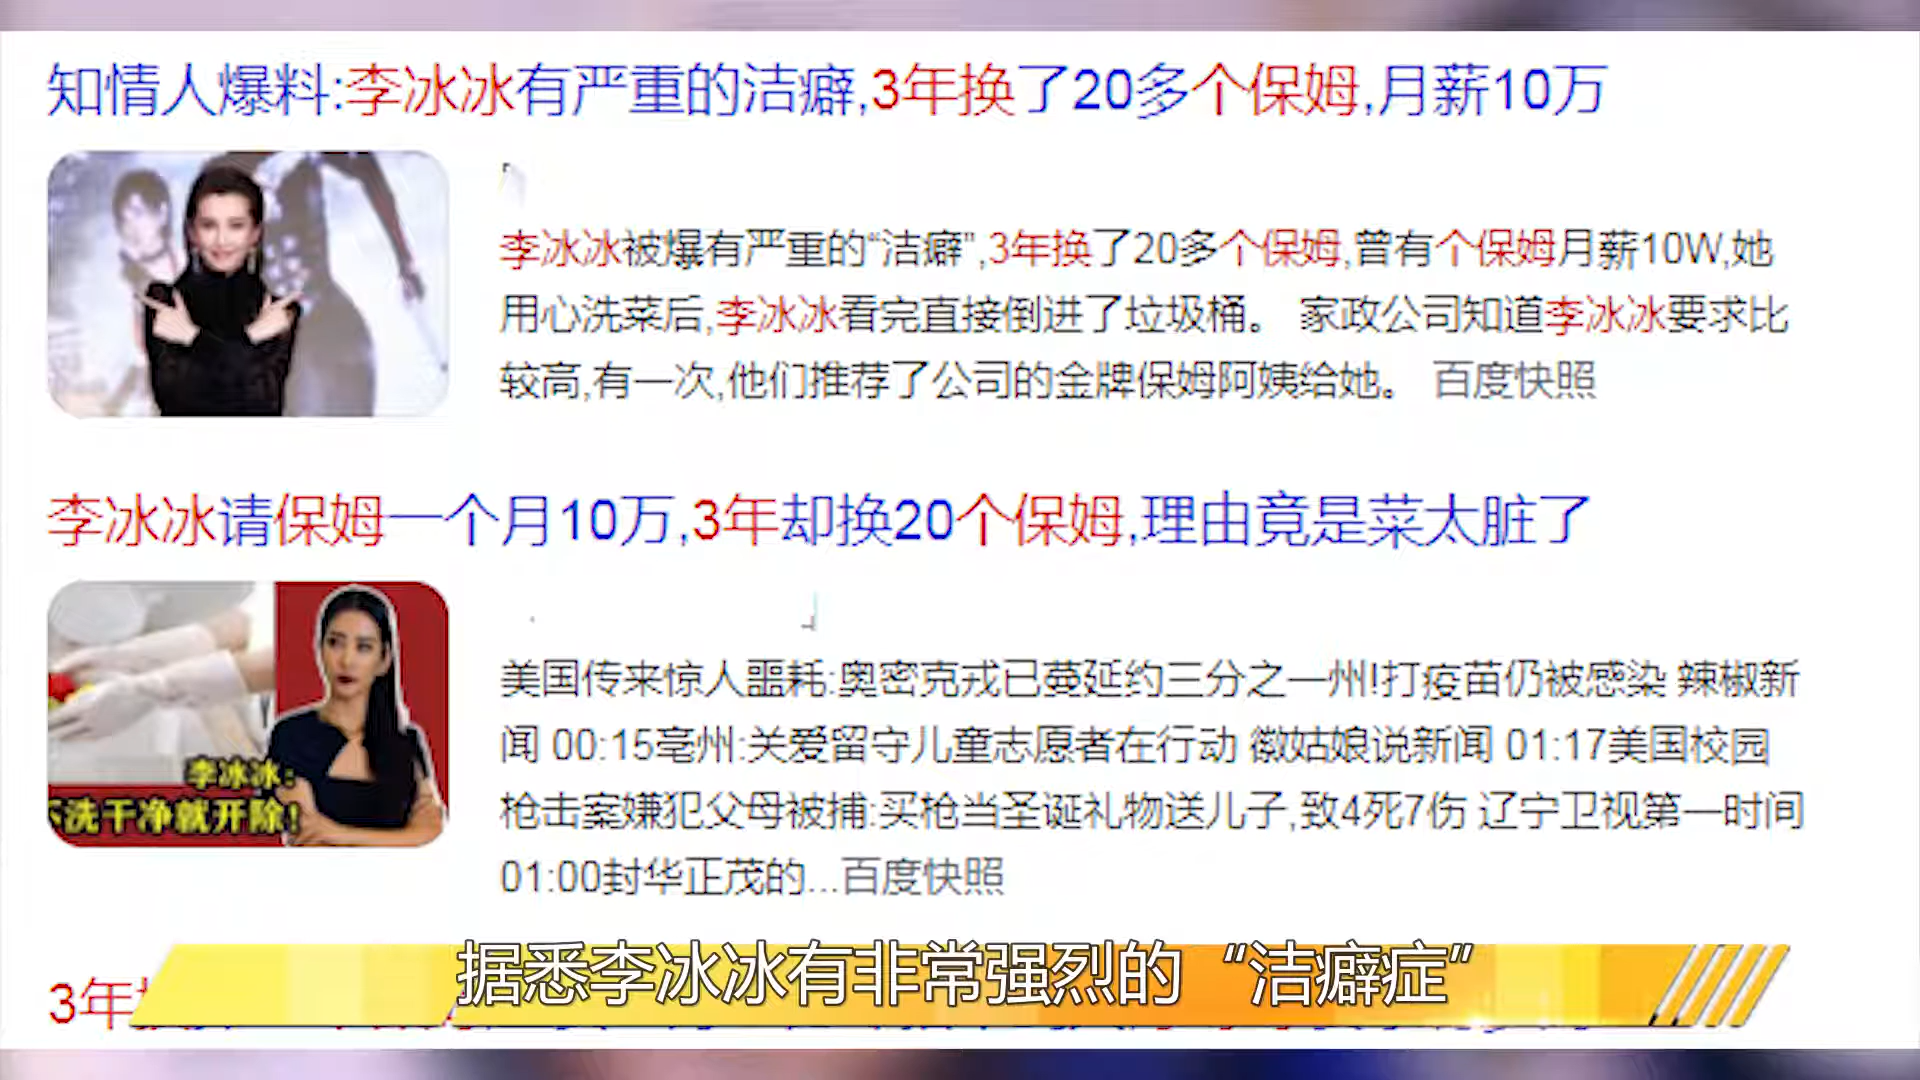 知情人爆料:李冰冰有严重的洁癖,3年换了20多个保姆,月薪10万
李冰冰被爆有严重的“洁癖”,3年换了20多个保姆,曾有个保姆月薪10W,她
用心洗菜后,李冰冰看完直接倒进了垃圾桶。 家政公司知道李冰冰要求比
较高,有一次,他们推荐了公司的金牌保姆阿姨给她。 百度快照
李冰冰请保姆一个月10万,3年却换20个保姆,理由竟是菜太脏了
李冰冰:
不洗干净就开除!
美国传来惊人噩耗:奥密克戎已蔓延约三分之一州!打疫苗仍被感染 辣椒新
闻 00:15亳州:关爱留守儿童志愿者在行动 徽姑娘说新闻 01:17美国校园
枪击案嫌犯父母被捕:买枪当圣诞礼物送儿子,致4死7伤 辽宁卫视第一时间
01:00封华正茂的...百度快照
3年
据悉李冰冰有非常强烈的“洁癖症”